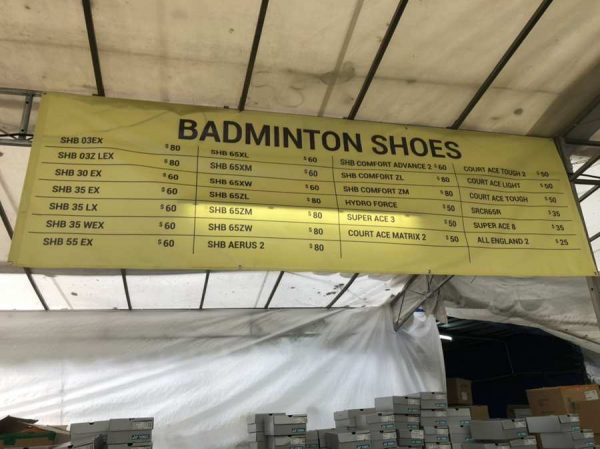 BADMINTON SHOES
SHB 03EX $80
SHB 03Z LEX $80
SHB 30 EX $60
SHB 35 EX $60
SHB 35 LX $60
SHB 35 WEX $60
SHB 55 EX $60
SHB 65XL $60
SHB 65XM $60
SHB 65XW $60
SHB 65ZL $80
SHB 65ZM $80
SHB 65ZW $80
SHB AERUS 2 $80
SHB COMFORT ADVANCE 2 $60
SHB COMFORT ZL $80
SHB COMFORT ZM $80
HYDRO FORCE $50
SUPER ACE 3 $50
COURT ACE MATRIX 2 $50
COURT ACE TOUGH 2 $50
COURT ACE LIGHT $50
COURT ACE TOUGH $50
SRCR65R $35
SUPER ACE 8 $35
ALL ENGLAND 2 $25